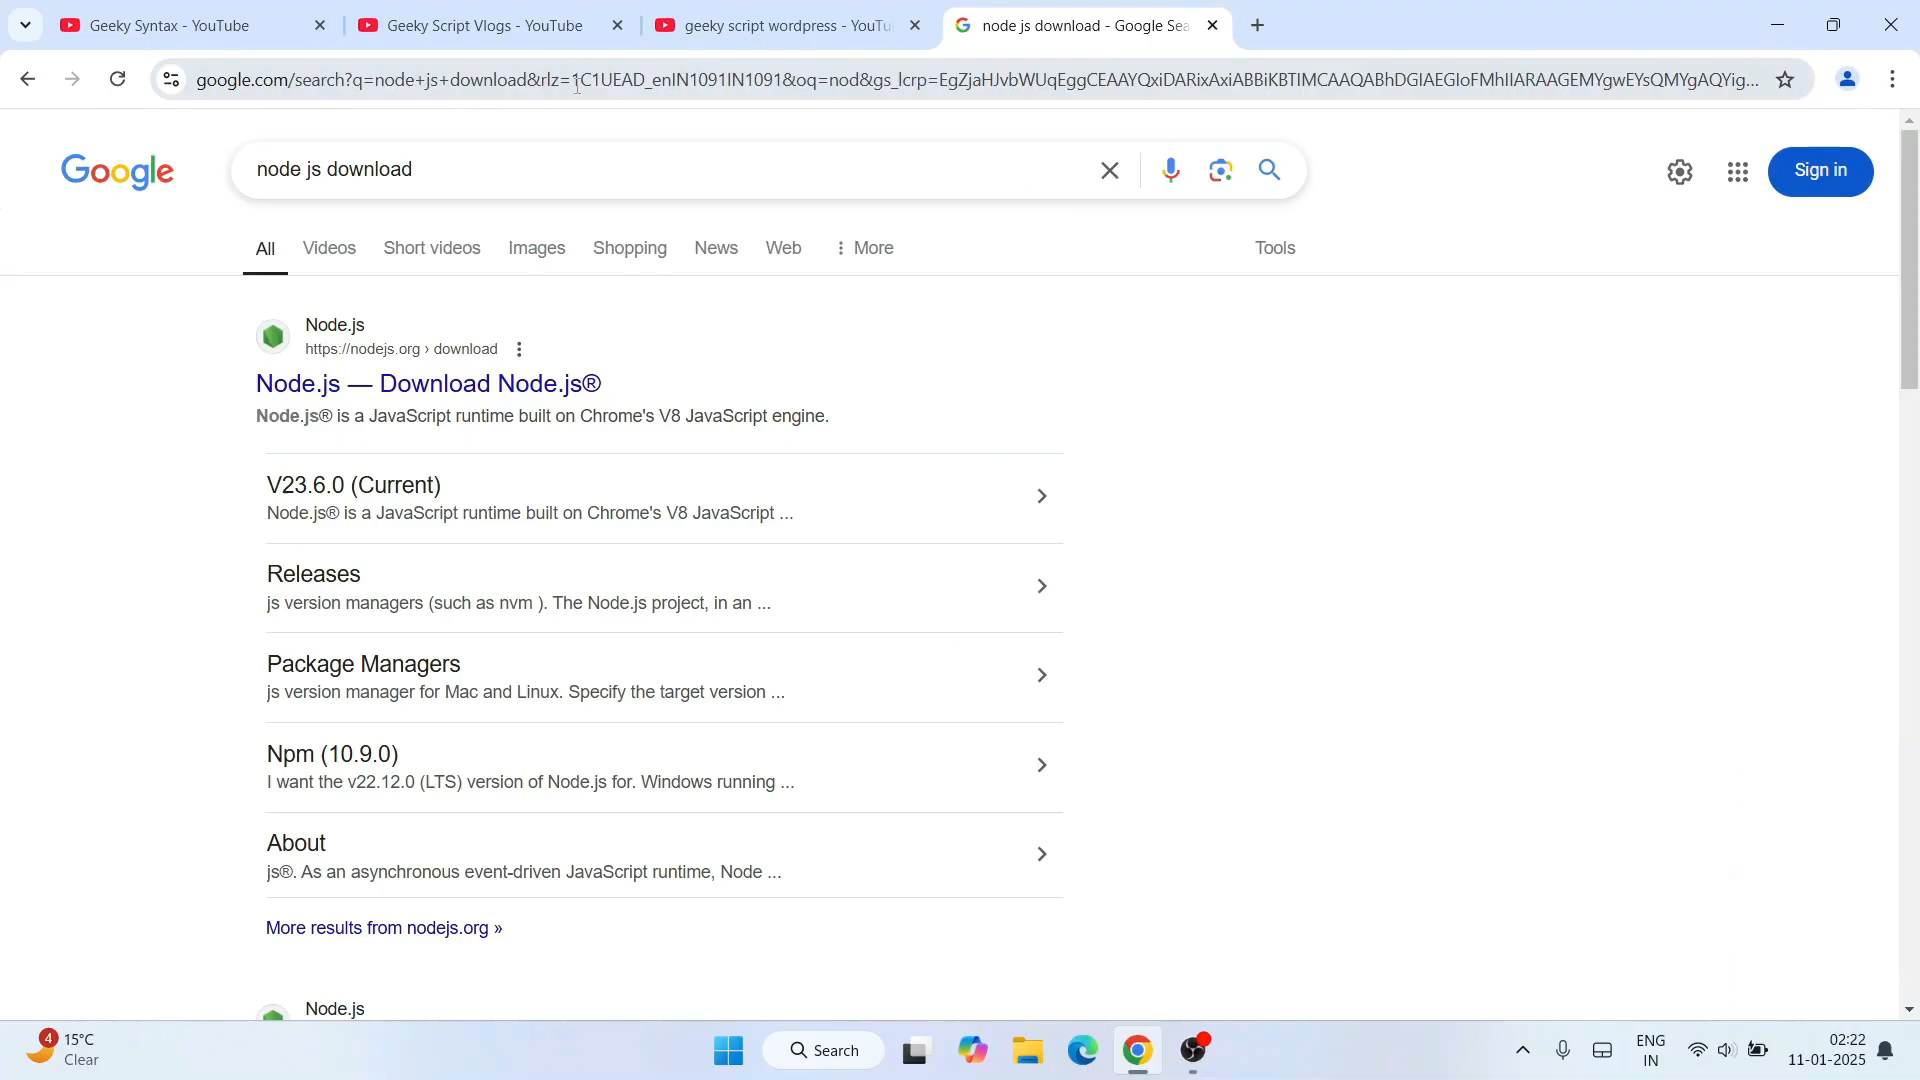 Geeky Syntax - YouTube
Geeky Script Vlogs - YouTube
geeky script wordpress - YouTu
node js download - Google Sea
google.com/search?q=node+js+download&rlz=1C1UEAD_enIN1091IN1091&oq=nod&gs_lcrp=EgZjaHJvbWUqEggCEAAYQxiDARixAxiABBiKBTIMCAAQABhDGIAEGIoFMhIIARAAGEMYgwEYsQMYgAQYig...
Google
node js download
Sign in
All
Videos
Short videos
Images
Shopping
News
Web
More
Tools
Node.js
https://nodejs.org › download
Node.js — Download Node.js®
Node.js® is a JavaScript runtime built on Chrome's V8 JavaScript engine.
V23.6.0 (Current)
Node.js® is a JavaScript runtime built on Chrome's V8 JavaScript ...
Releases
js version managers (such as nvm ). The Node.js project, in an ...
Package Managers
js version manager for Mac and Linux. Specify the target version ...
Npm (10.9.0)
I want the v22.12.0 (LTS) version of Node.js for. Windows running ...
About
js®. As an asynchronous event-driven JavaScript runtime, Node ...
More results from nodejs.org »
Node.js
4
15°C
Clear
Search
ENG
IN
02:22
11-01-2025